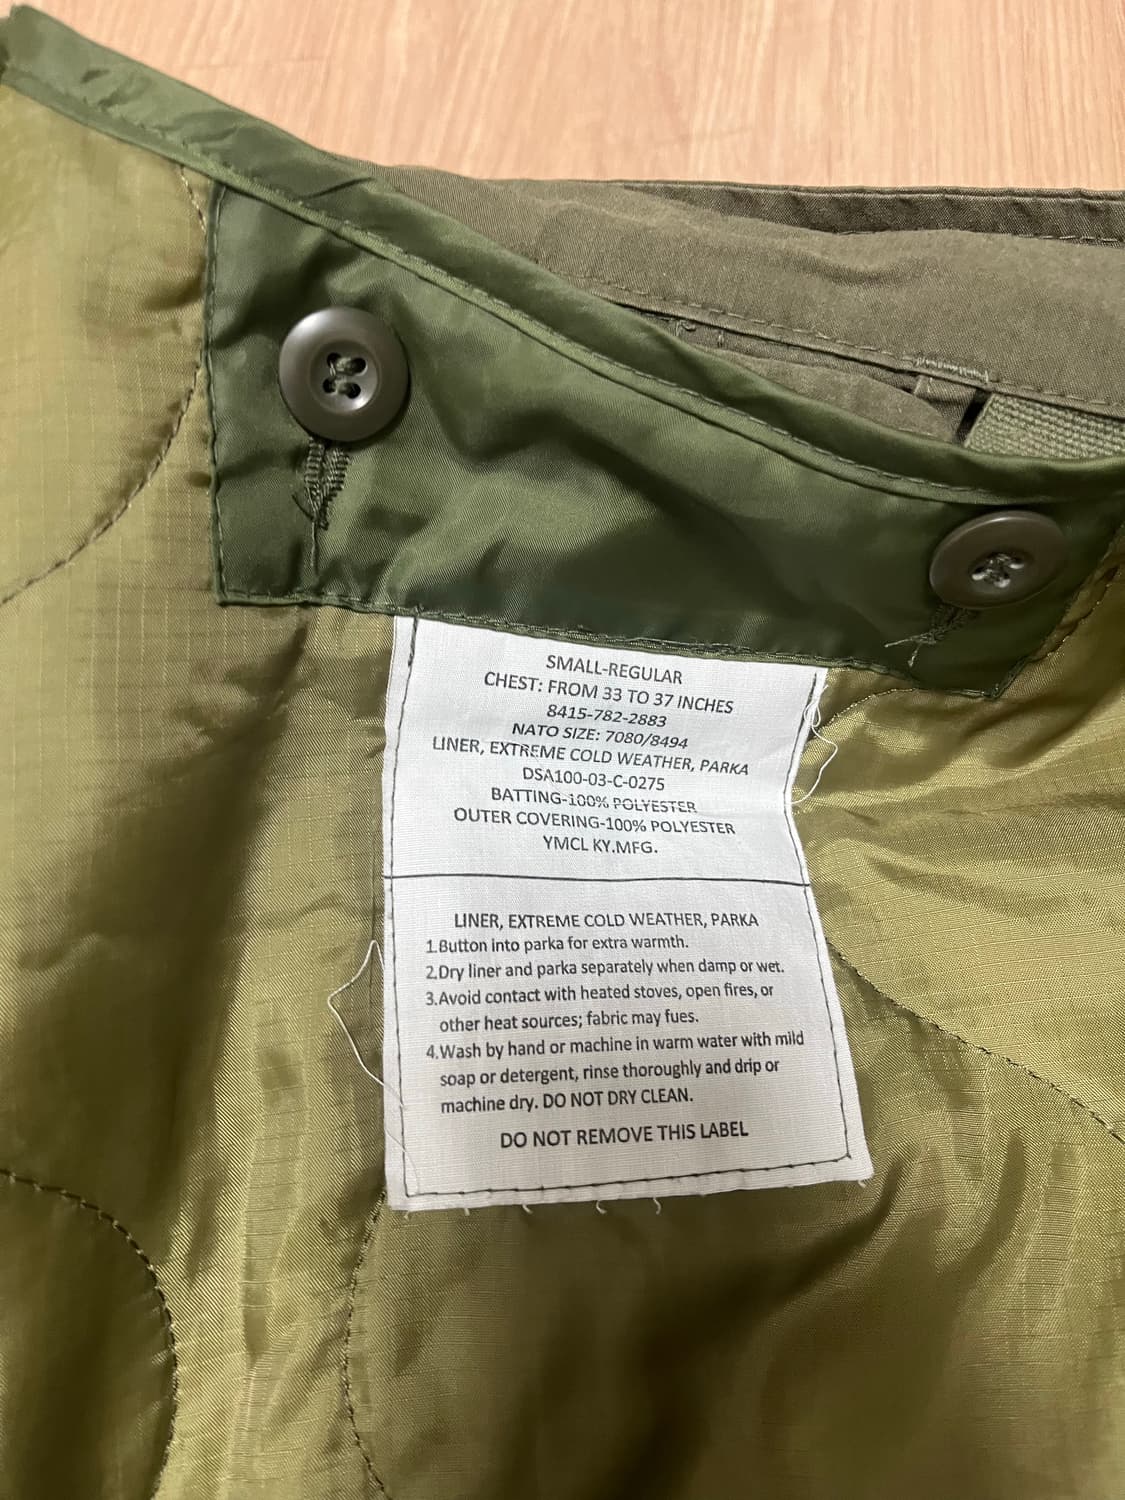 SMALL-REGULAR
CHEST: FROM 33 TO 37 INCHES
8415-782-2883
NATO SIZE: 7080/8494
LINER, EXTREME COLD WEATHER, PARKA
DSA100-03-C-0275
BATTING-100% POLYESTER
OUTER COVERING-100% POLYESTER
YMCL KY.MFG.
LINER, EXTREME COLD WEATHER, PARKA
1.Button into parka for extra warmth.
2.Dry liner and parka separately when damp or wet.
3.Avoid contact with heated stoves, open fires, or
other heat sources; fabric may fues.
4.Wash by hand or machine in warm water with mild
soap or detergent, rinse thoroughly and drip or
machine dry. DO NOT DRY CLEAN.
DO NOT REMOVE THIS LABEL